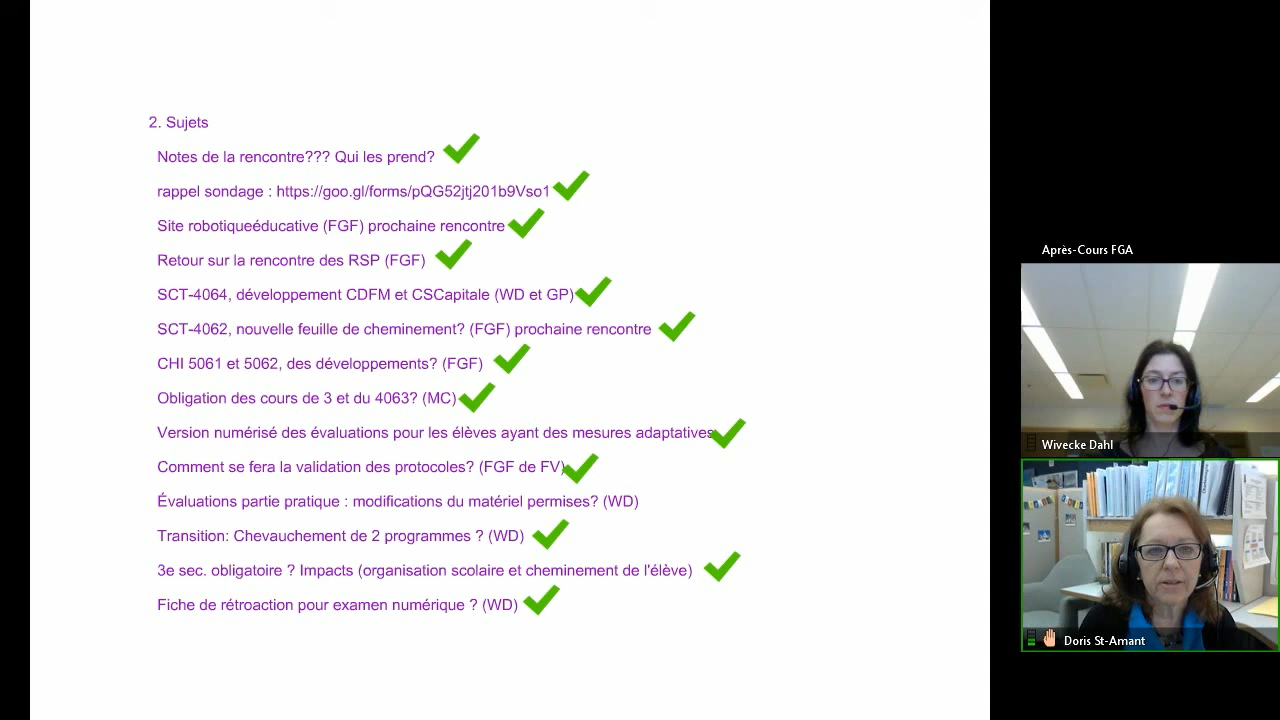 2. Sujets
Notes de la rencontre??? Qui les prend?
rappel sondage : https://goo.gl/forms/pQG52jtj201b9Vso1
Site robotiqueéducative (FGF) prochaine rencontre
Retour sur la rencontre des RSP (FGF)
SCT-4064, développement CDFM et CSCapitale (WD et GP)
SCT-4062, nouvelle feuille de cheminement? (FGF) prochaine rencontre
CHI 5061 et 5062, des développements? (FGF)
Obligation des cours de 3 et du 4063? (MC)
Version numérisé des évaluations pour les élèves ayant des mesures adaptatives
Comment se fera la validation des protocoles? (FGF de FV)
Évaluations partie pratique : modifications du matériel permises? (WD)
Transition: Chevauchement de 2 programmes ? (WD)
3e sec. obligatoire ? Impacts (organisation scolaire et cheminement de l'élève)
Fiche de rétroaction pour examen numérique ? (WD)
Après-Cours FGA
Wivecke Dahl
Doris St-Amant